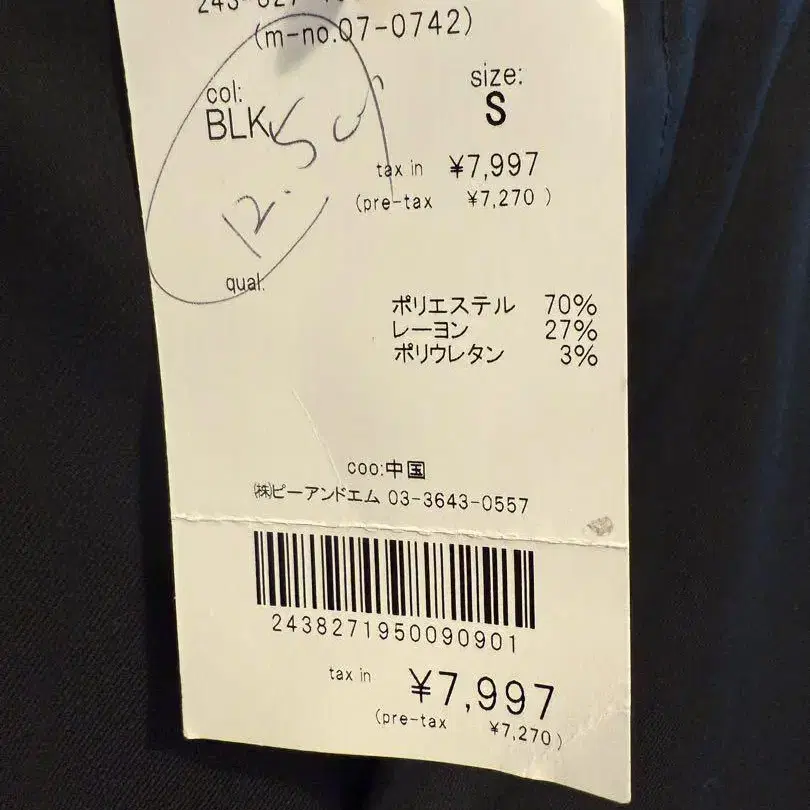 (m-no.07-0742)
col:
BLK
size:
S
12.50
tax in ¥7,997
(pre-tax ¥7,270 )
qual:
ポリエステル 70%
レーヨン 27%
ポリウレタン 3%
coo:中国
㈱ピーアンドエム 03-3643-0557
2438271950090901
tax in ¥7,997
(pre-tax ¥7,270)